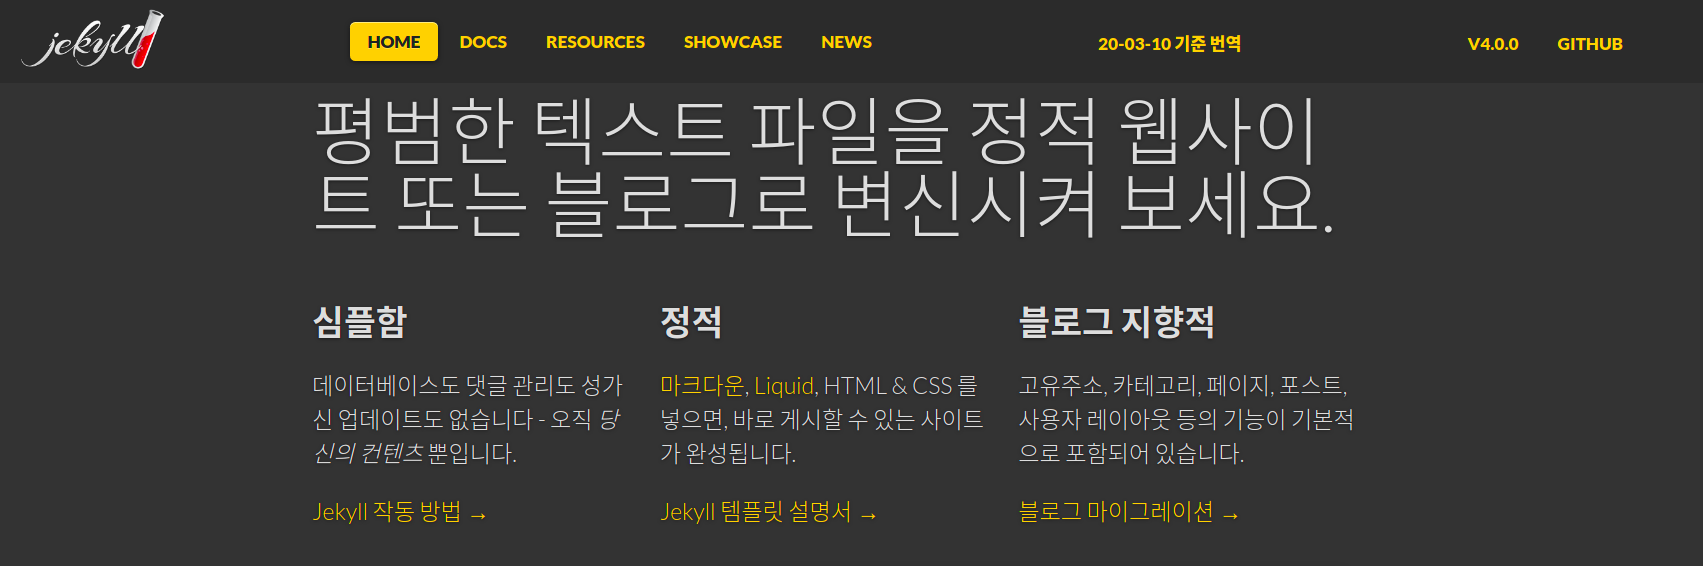 jekyll
HOME DOCS RESOURCES SHOWCASE NEWS 20-03-10 기준 번역 V4.0.0 GITHUB
평범한 텍스트 파일을 정적 웹사이
트 또는 블로그로 변신시켜 보세요.
심플함
데이터베이스도 댓글 관리도 성가
신 업데이트도 없습니다 - 오직 당
신의 컨텐츠 뿐입니다.
Jekyll 작동 방법 →
정적
마크다운, Liquid, HTML & CSS 를
넣으면, 바로 게시할 수 있는 사이트
가 완성됩니다.
Jekyll 템플릿 설명서 →
블로그 지향적
고유주소, 카테고리, 페이지, 포스트,
사용자 레이아웃 등의 기능이 기본적
으로 포함되어 있습니다.
블로그 마이그레이션 →